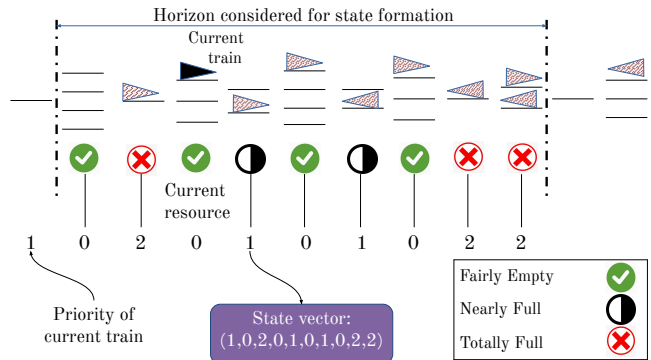 Horizon considered for state formation
Current
train
Current
resource
1 0 2 0 1 0 1 0 2 2
Priority of
current train
State vector:
(1,0,2,0,1,0,1,0,2,2)
Fairly Empty
Nearly Full
Totally Full